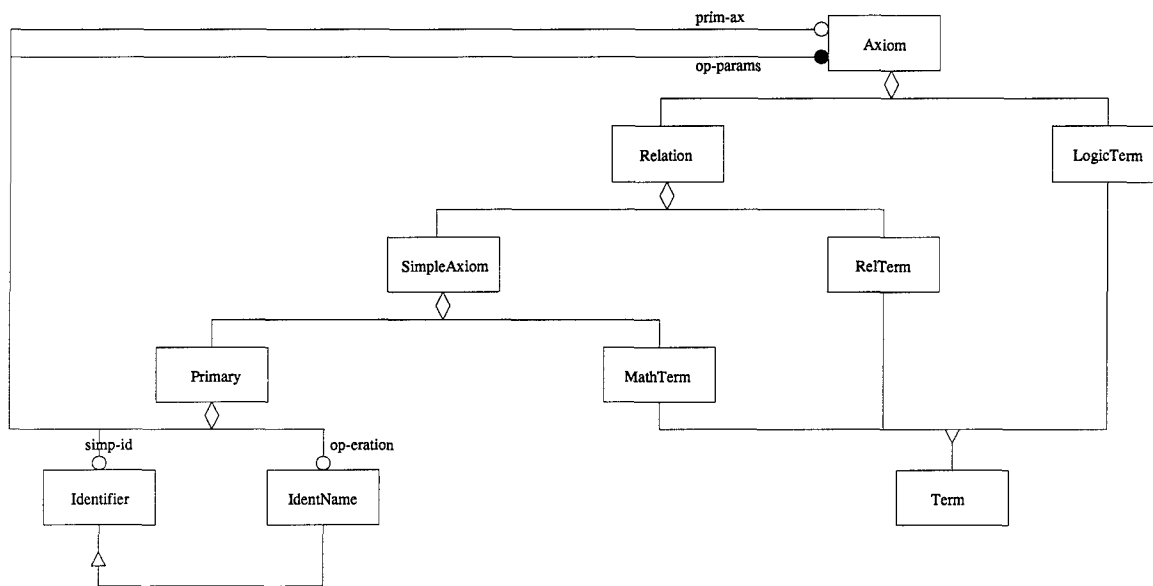 prim-ax
Axiom
op-params
Relation
LogicTerm
SimpleAxiom
RelTerm
Primary
MathTerm
simp-id
op-eration
Identifier
IdentName
Term